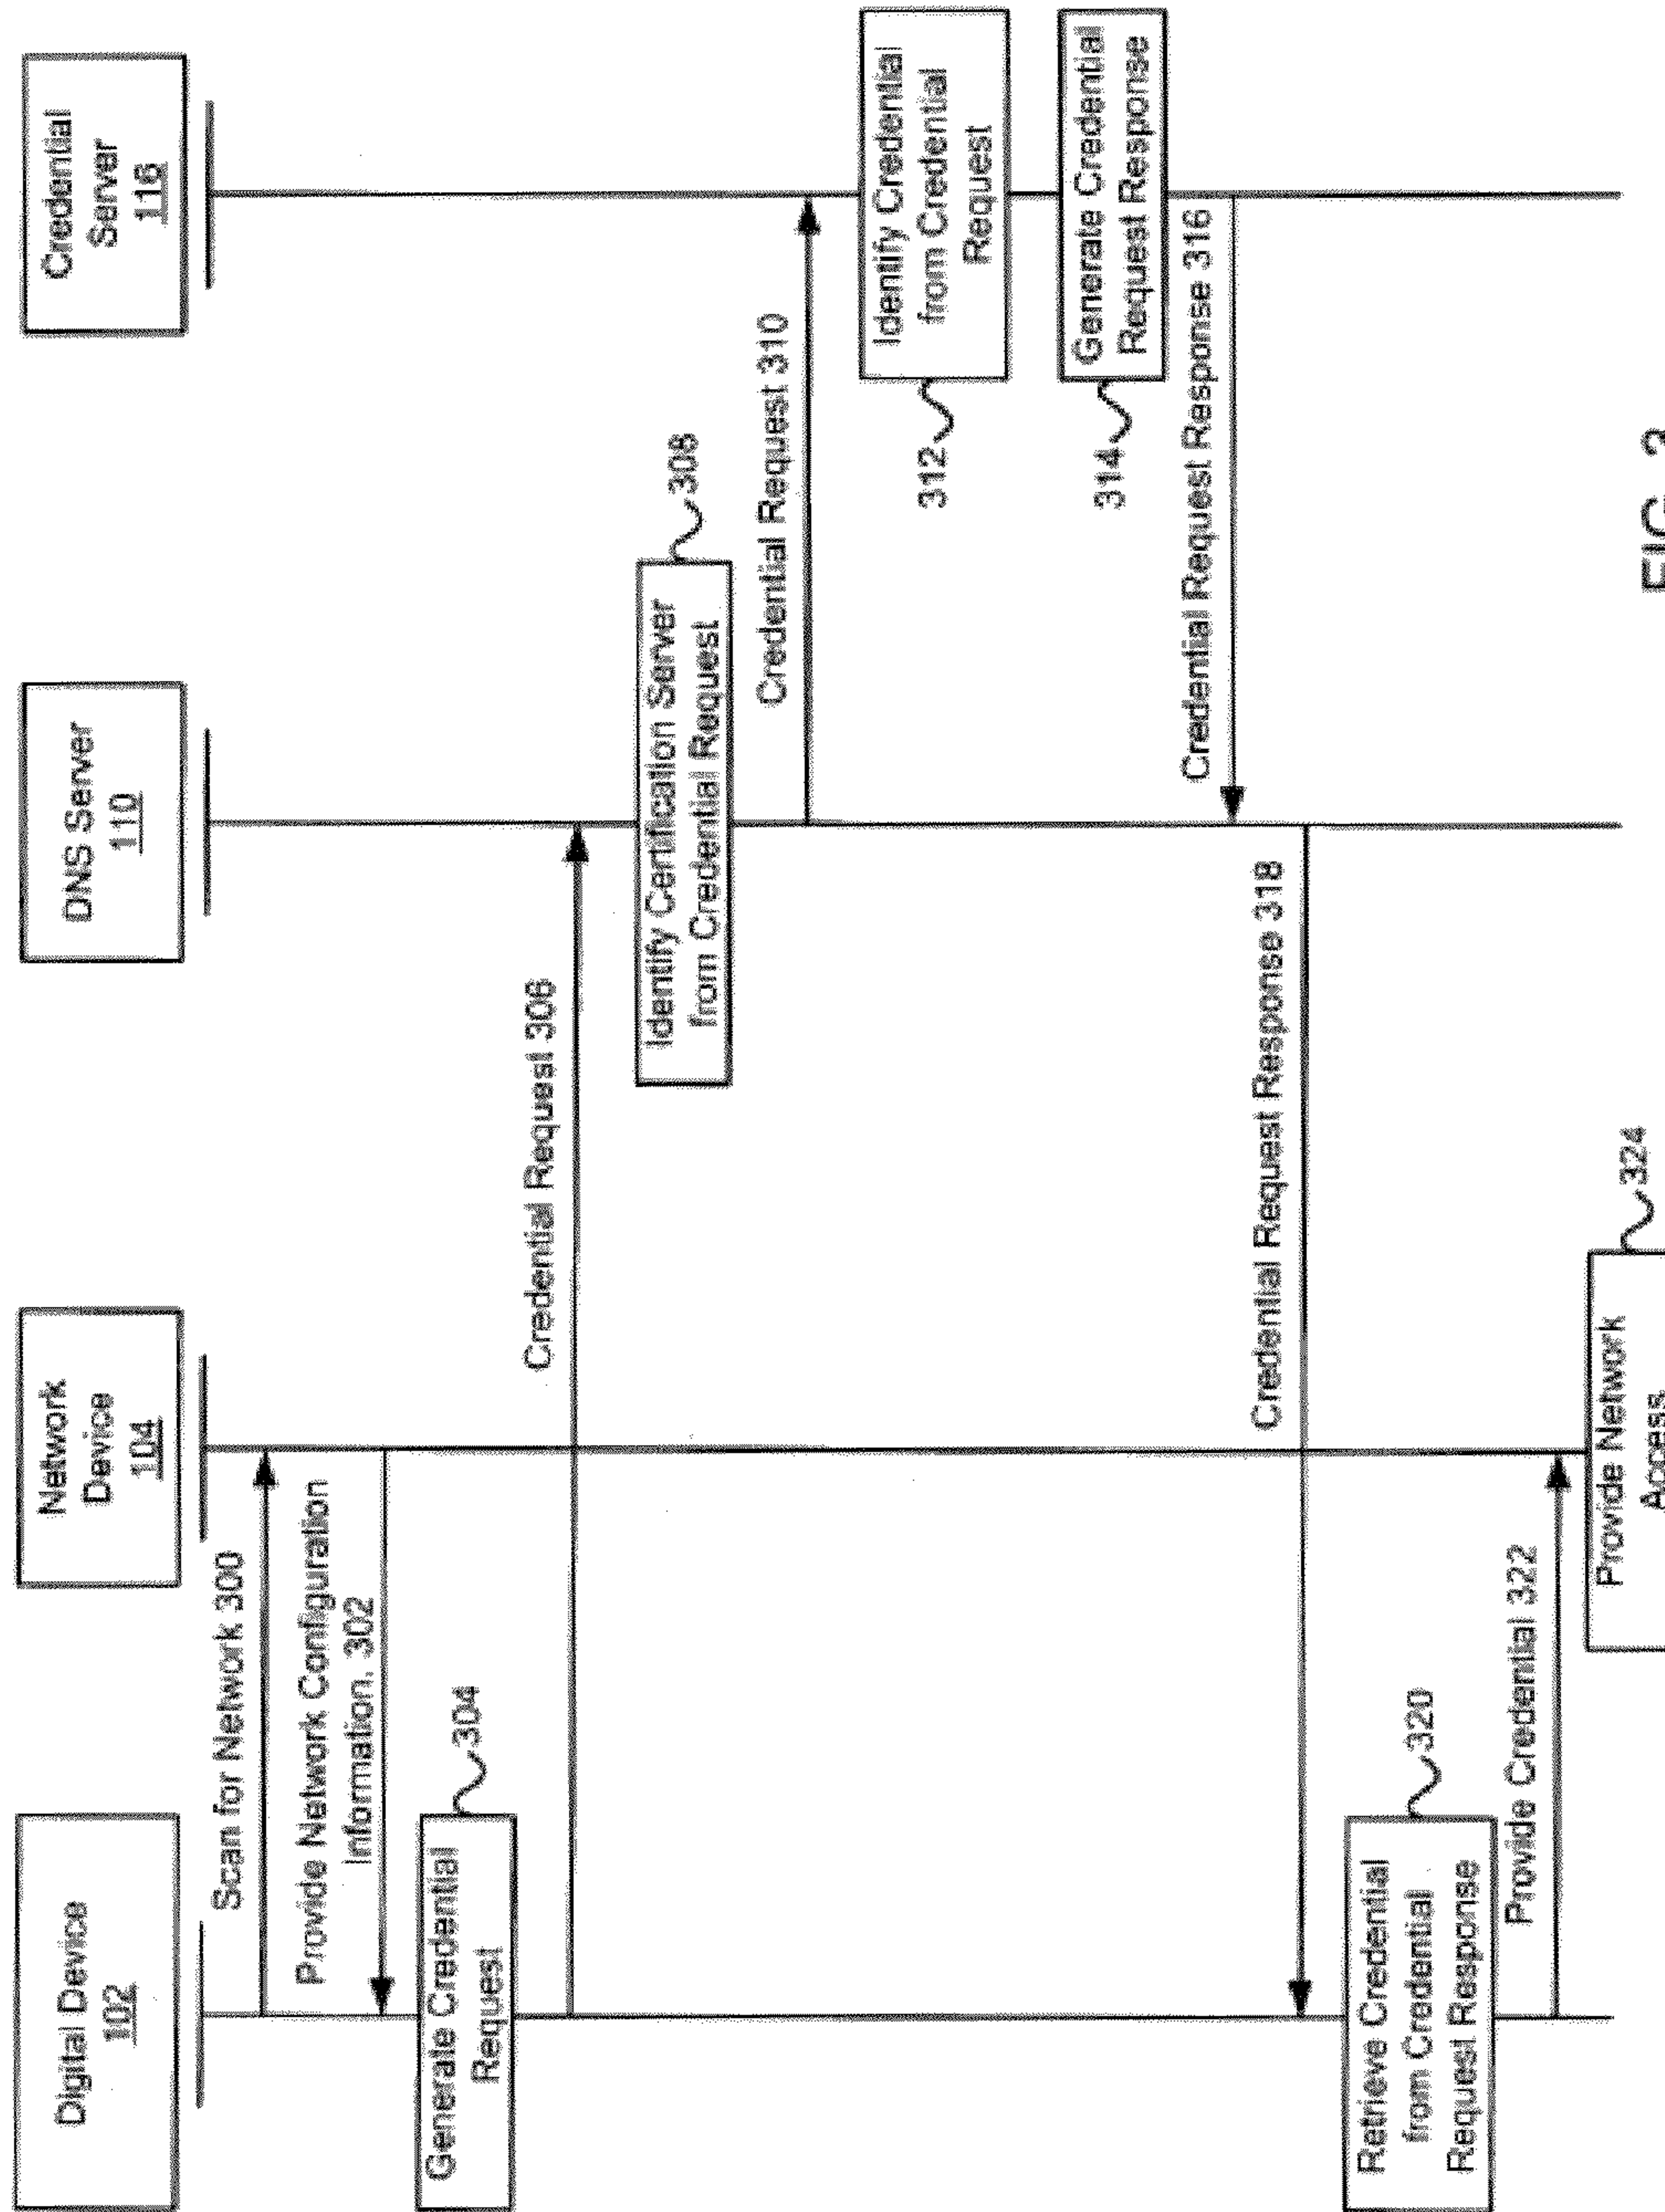 Digital Device
102
Network
Device
104
DNS Server
110
Credential
Server
116
Scan for Network 300
Provide Network Configuration
Information. 302
Generate Credential
Request
304
Credential Request 306
Identify Certification Server
from Credential Request
308
Credential Request 310
Identify Credential
from Credential
Request
312
Generate Credential
Request Response
314
Credential Request Response 316
Credential Request Response 318
Retrieve Credential
from Credential
Request Response
320
Provide Credential 322
Provide Network
Access
324
FIG. 3